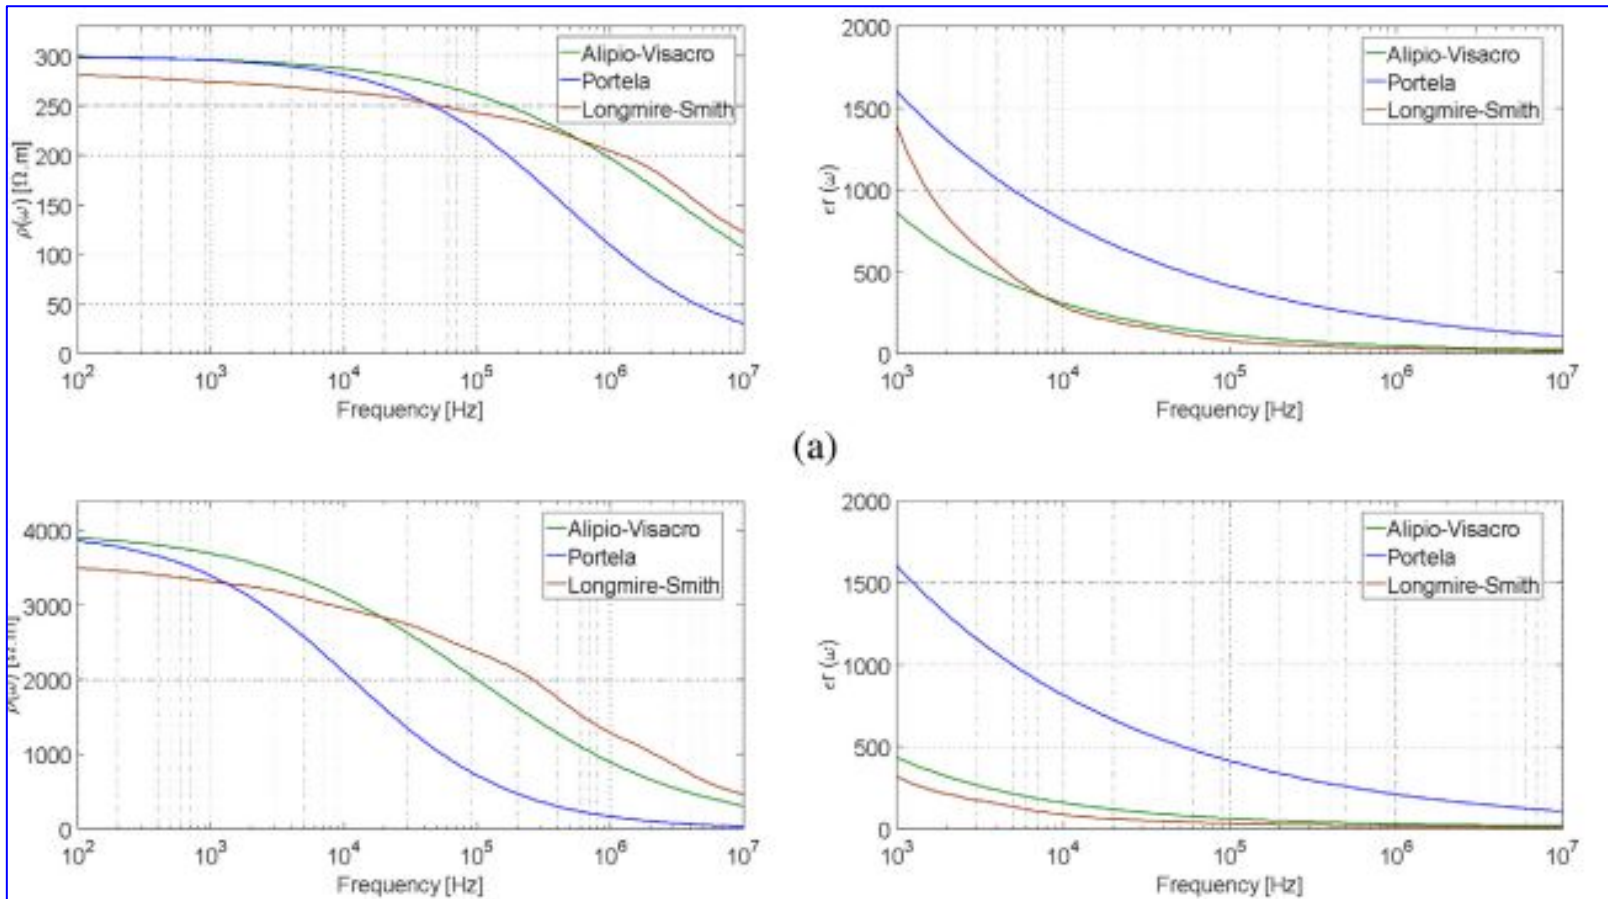 300
250
200
150
100
50
0
ρ(ω) [Ω.m]
Alipio-Visacro
Portela
Longmire-Smith
10² 10³ 10⁴ 10⁵ 10⁶ 10⁷
Frequency [Hz]
2000
1500
1000
500
0
ϵr (ω)
Alipio-Visacro
Portela
Longmire-Smith
10³ 10⁴ 10⁵ 10⁶ 10⁷
Frequency [Hz]
(a)
4000
3000
2000
1000
0
ρ(ω) [Ω.m]
Alipio-Visacro
Portela
Longmire-Smith
10² 10³ 10⁴ 10⁵ 10⁶ 10⁷
Frequency [Hz]
2000
1500
1000
500
0
ϵr (ω)
Alipio-Visacro
Portela
Longmire-Smith
10³ 10⁴ 10⁵ 10⁶ 10⁷
Frequency [Hz]